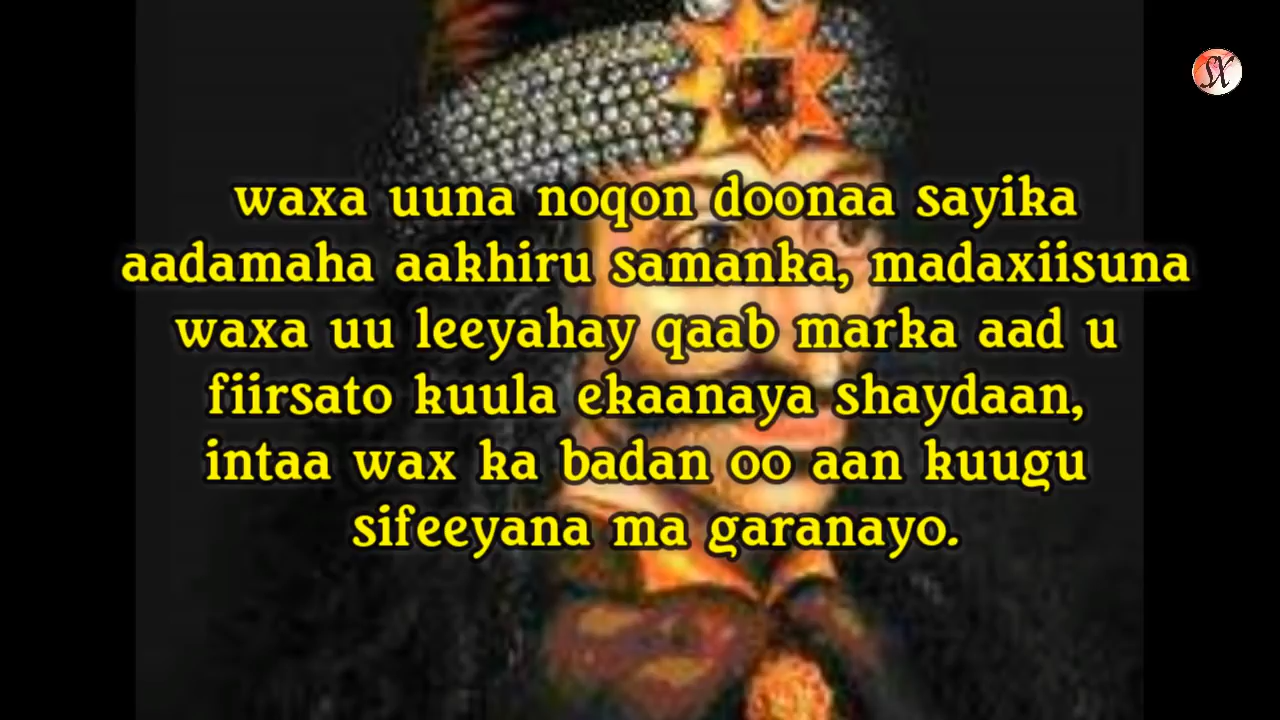 waxa uuna noqon doonaa sayika
aadamaha aakhiru samanka, madaxiisuna
waxa uu leeyahay qaab marka aad u
fiirsato kuula ekaanaya shaydaan,
intaa wax ka badan oo aan kuugu
sifeeyana ma garanayo.
SX